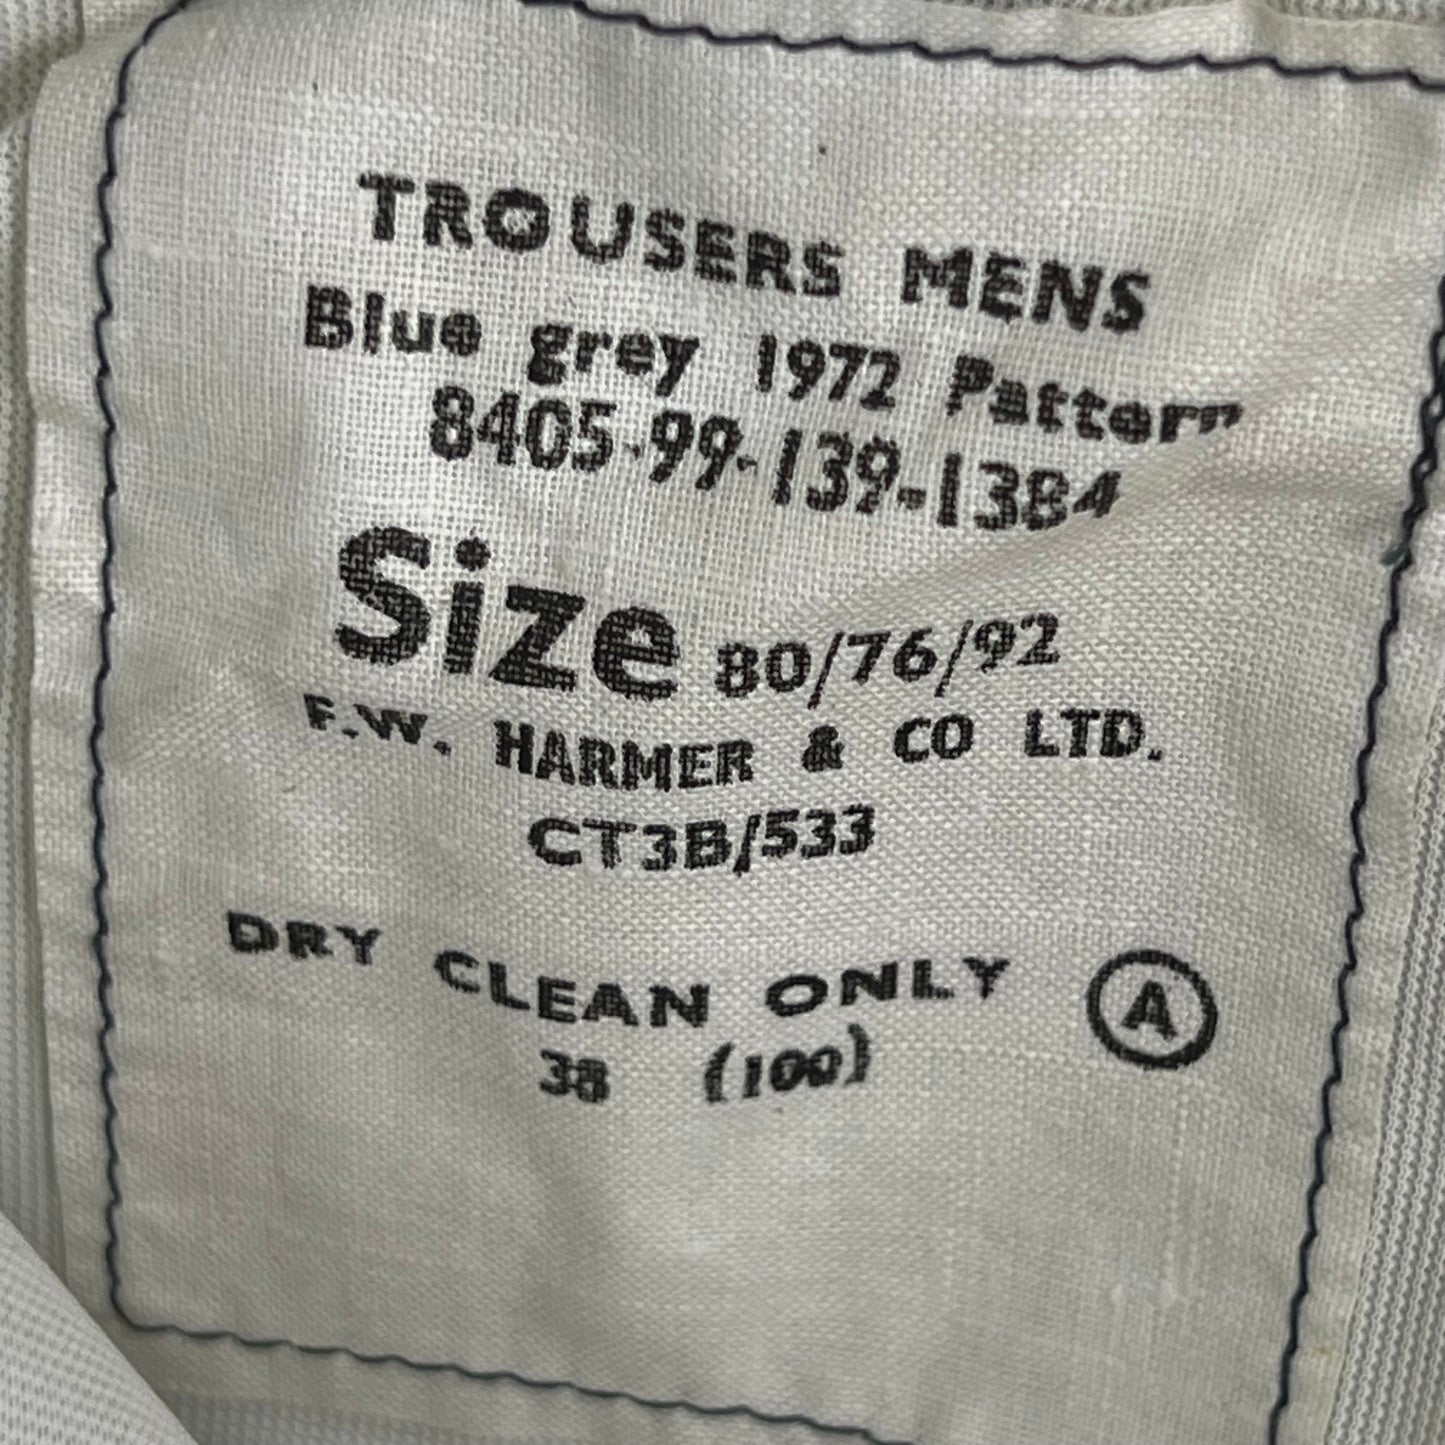 TROUSERS MENS
Blue grey 1972 Pattern
8405-99-139-1384
Size 80/76/92
F.W. HARMER & CO LTD.
CT3B/533
DRY CLEAN ONLY A
38 (100)